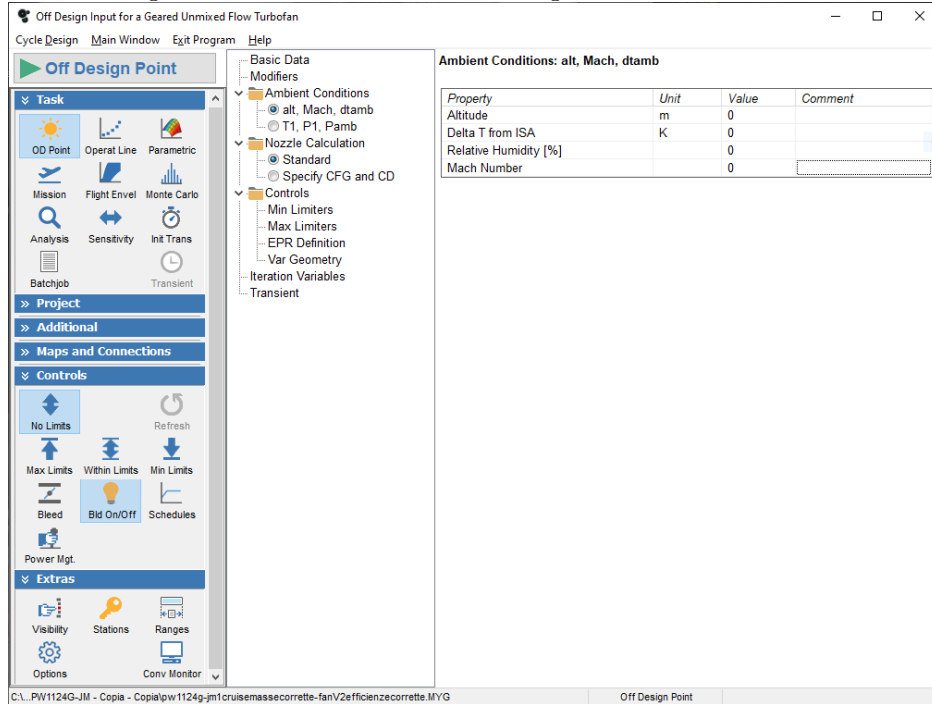 Off Design Input for a Geared Unmixed Flow Turbofan
Cycle Design Main Window Exit Program Help
Off Design Point
Task
OD Point Operat Line Parametric
Mission Flight Envel Monte Carlo
Analysis Sensitivity Init Trans
Batchjob Transient
Project
Additional
Maps and Connections
Controls
No Limits Refresh
Max Limits Within Limits Min Limits
Bleed Bld On/Off Schedules
Power Mgt.
Extras
Visibility Stations Ranges
Options Conv Monitor
Basic Data
Modifiers
Ambient Conditions
alt, Mach, dtamb
T1, P1, Pamb
Nozzle Calculation
Standard
Specify CFG and CD
Controls
Min Limiters
Max Limiters
EPR Definition
Var Geometry
Iteration Variables
Transient
Ambient Conditions: alt, Mach, dtamb
Property Unit Value Comment
Altitude m 0
Delta T from ISA K 0
Relative Humidity [%] 0
Mach Number 0
C:\...PW1124G-JM - Copia - Copia\pw1124g-jm1cruisemassecorrette-fanV2efficienzecorrette.MYG Off Design Point